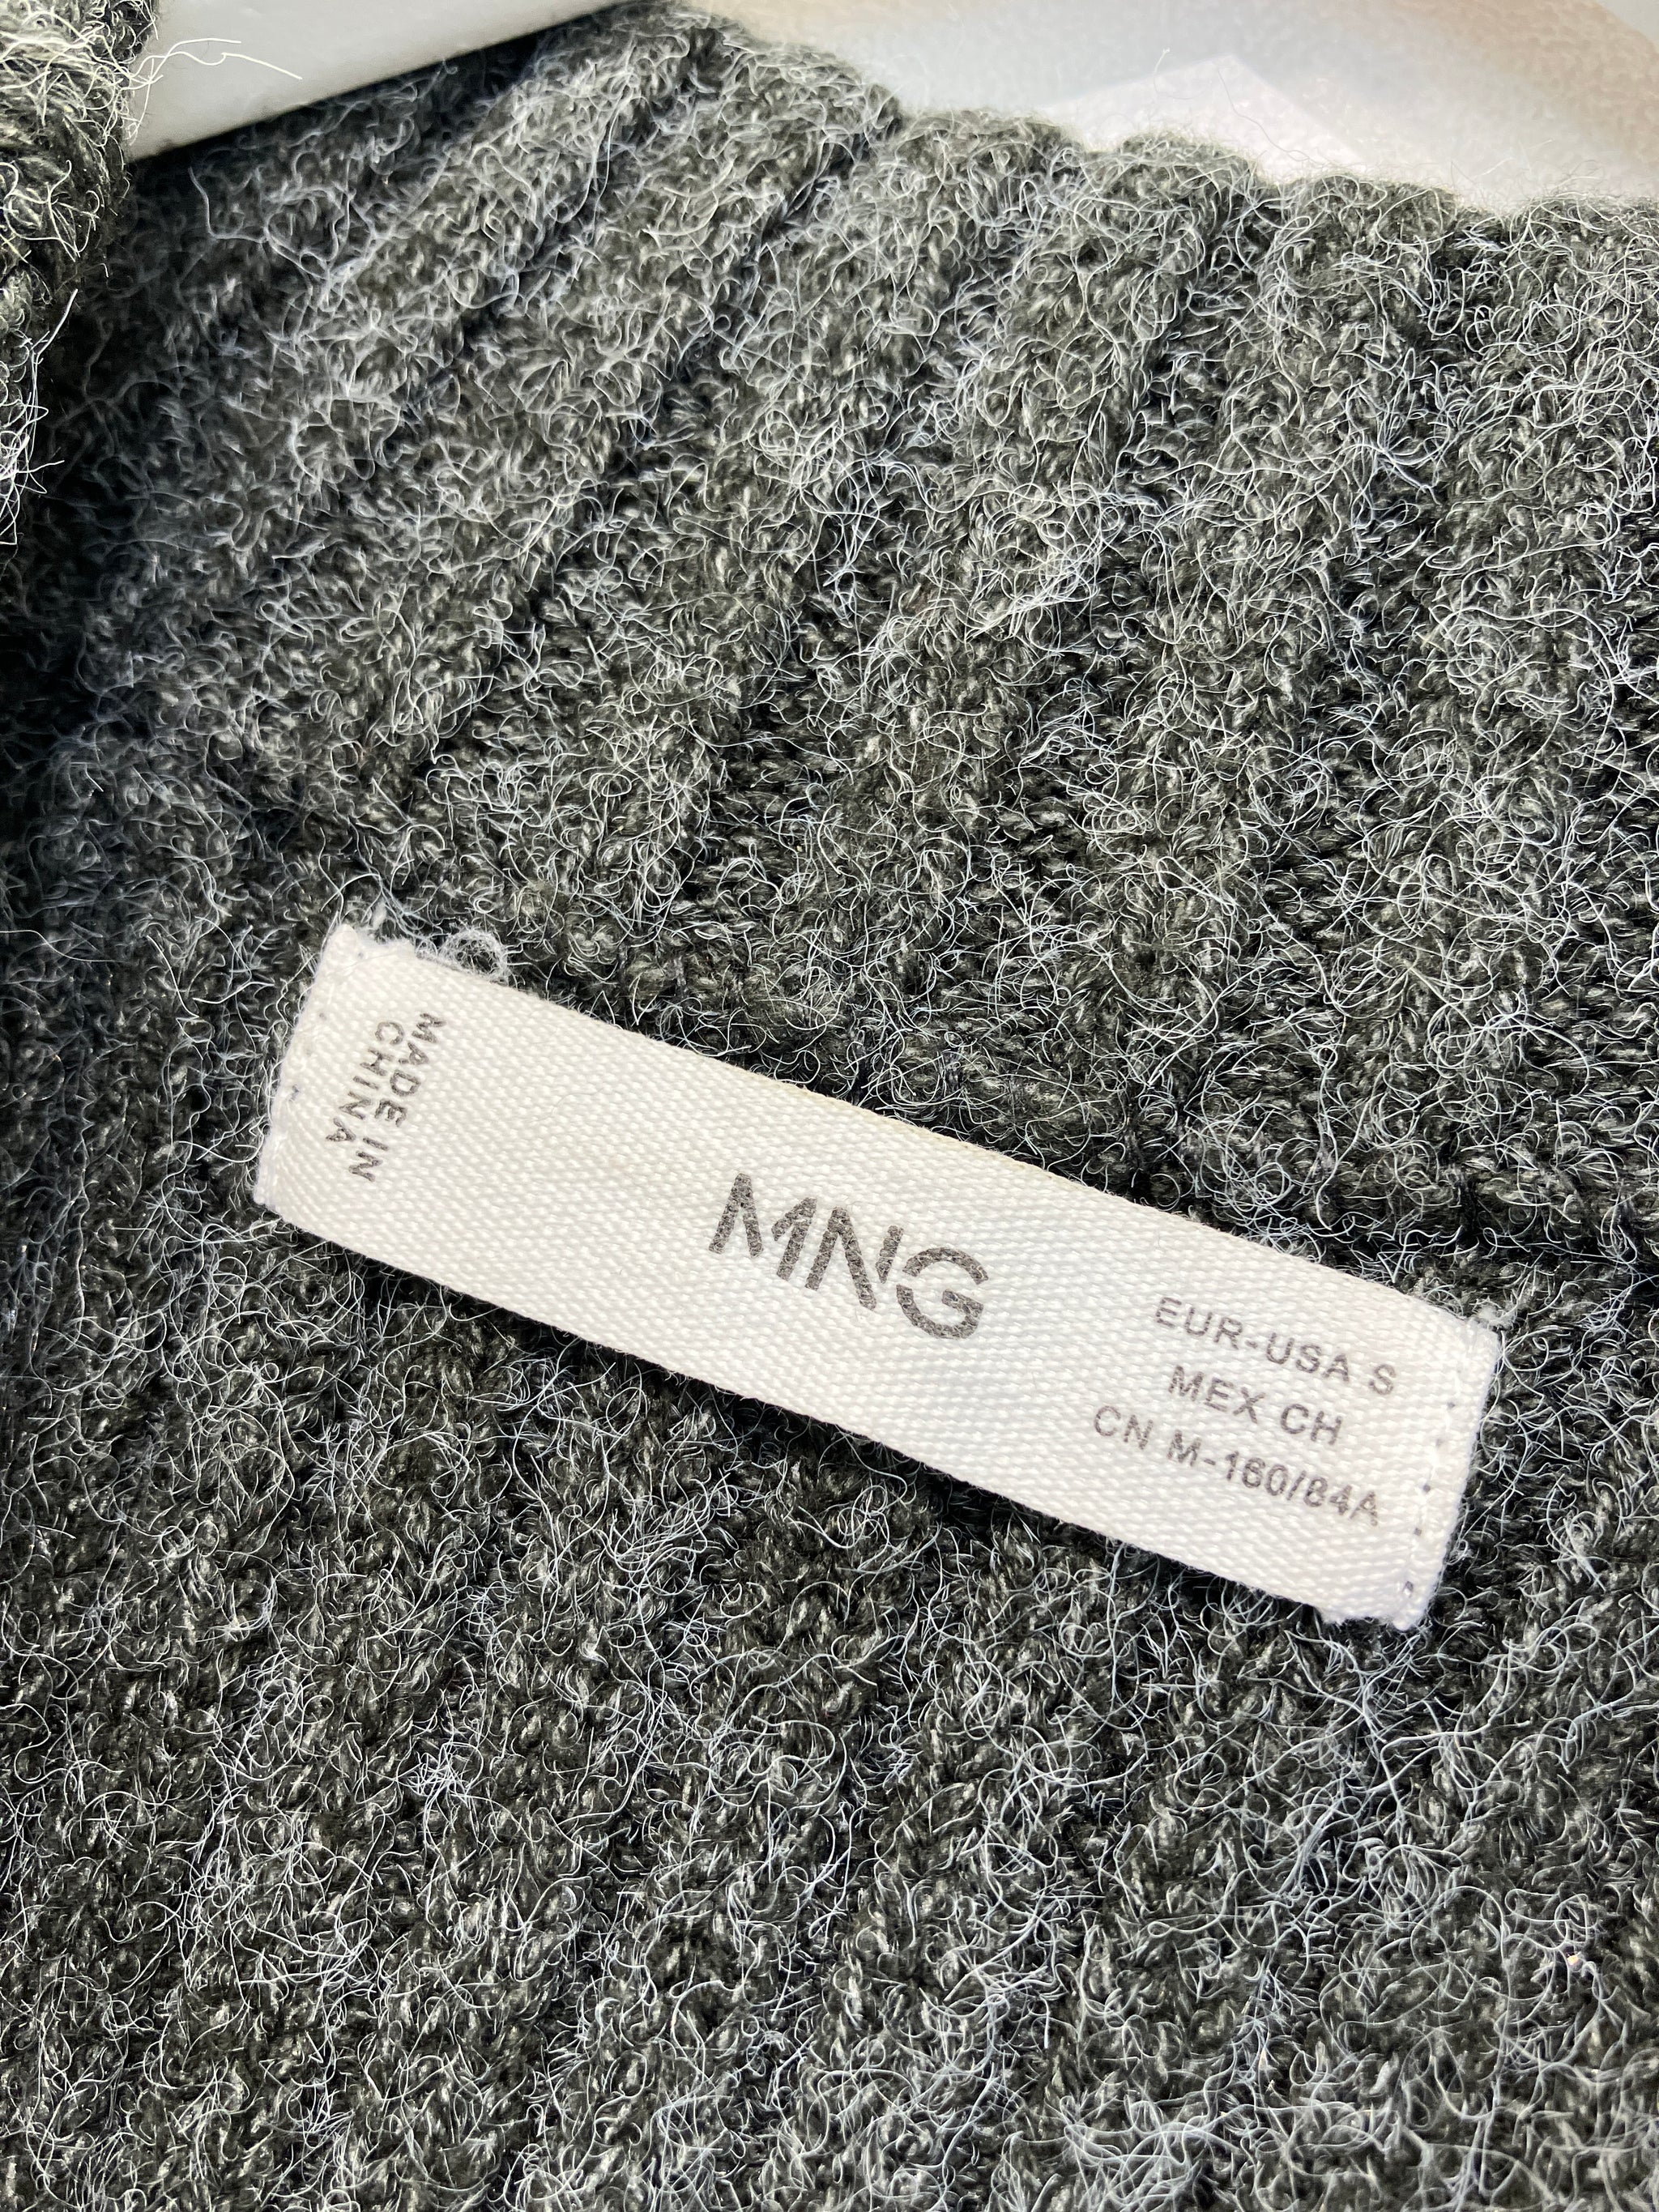 MADE IN
CHINA
MNG
EUR-USA S
MEX CH
CN M-160/84A